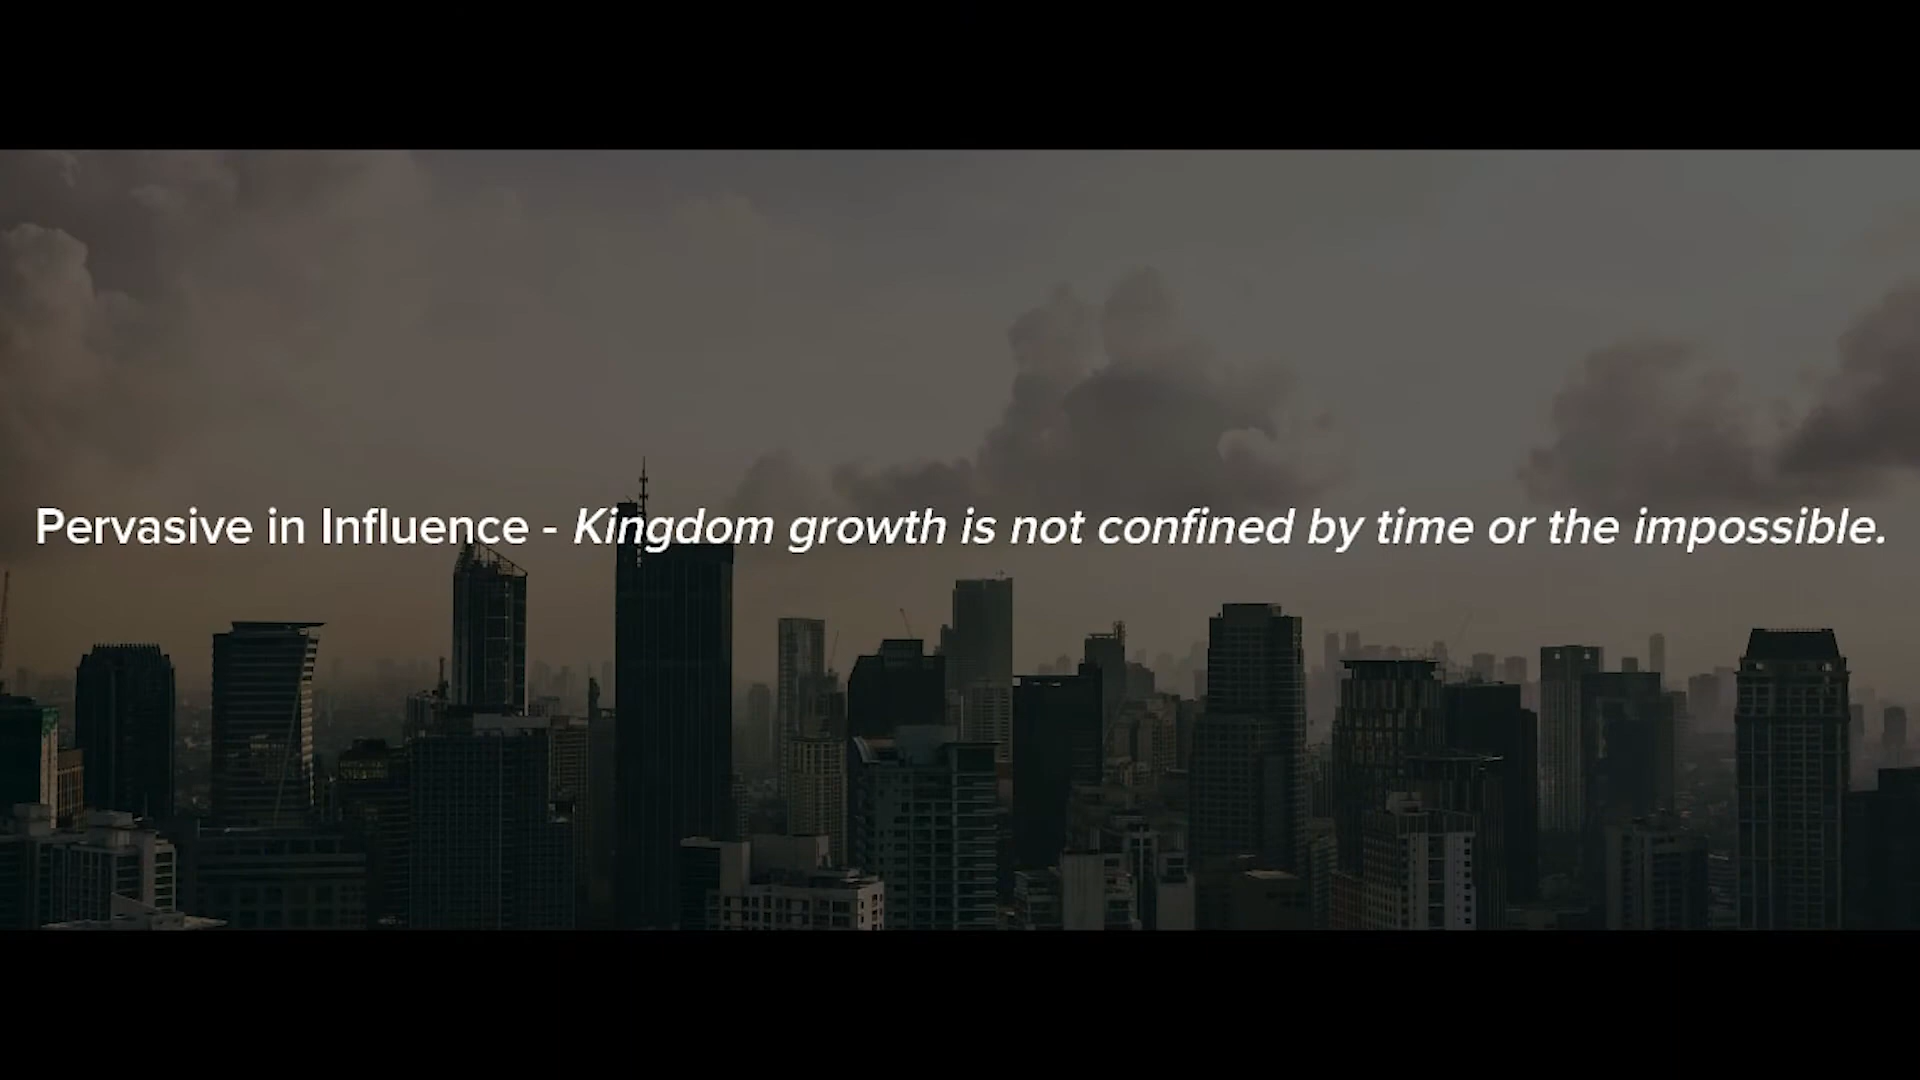 Pervasive in Influence - Kingdom growth is not confined by time or the impossible.